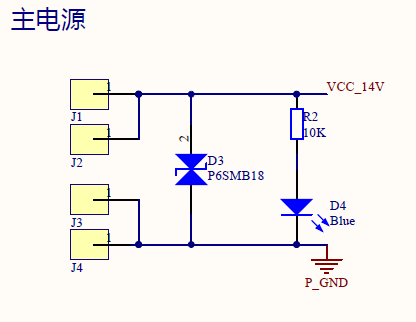 主电源
1
J1
VCC_14V
R2
10K
1
J2
2
D3
P6SMB18
1
J3
D4
Blue
1
J4
P_GND